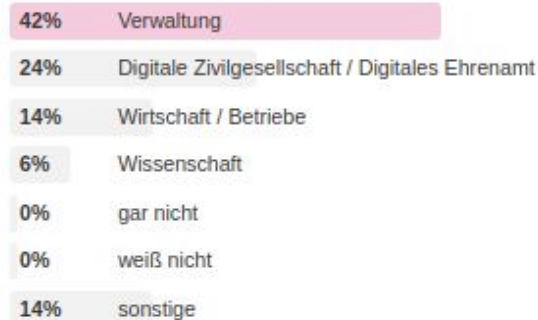 42% Verwaltung
24% Digitale Zivilgesellschaft / Digitales Ehrenamt
14% Wirtschaft / Betriebe
6% Wissenschaft
0% gar nicht
0% weiß nicht
14% sonstige